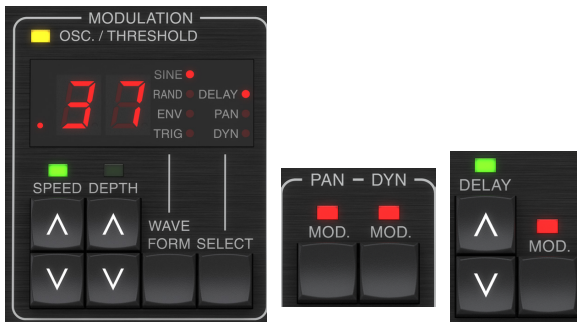 MODULATION
OSC. / THRESHOLD
.37
SINE
RAND DELAY
ENV PAN
TRIG DYN
SPEED DEPTH
WAVE
FORM SELECT
PAN – DYN
MOD. MOD.
DELAY
MOD.